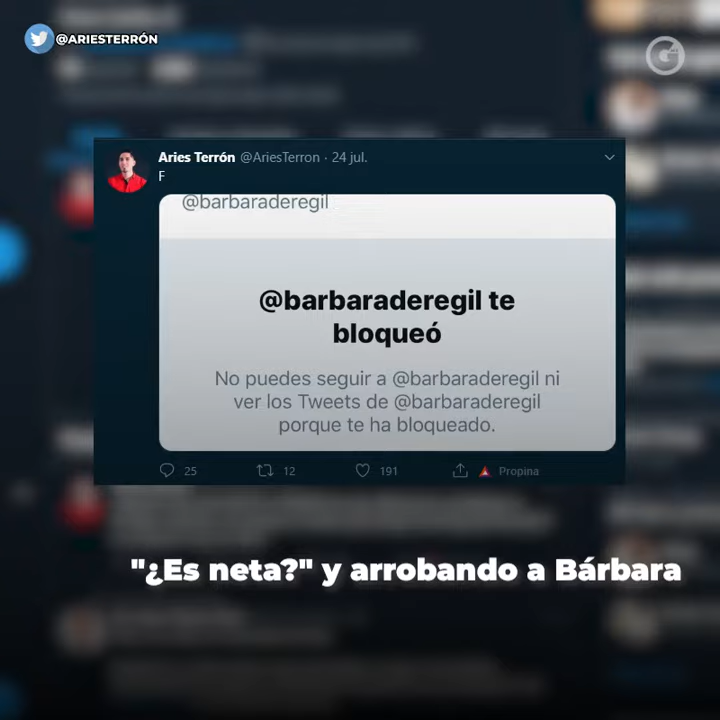 @ARIESTERRÓN
Aries Terrón @AriesTerron · 24 jul.
F
@barbaraderegil
@barbaraderegil te
bloqueó
No puedes seguir a @barbaraderegil ni
ver los Tweets de @barbaraderegil
porque te ha bloqueado.
25 12 191 Propina
"¿Es neta?" y arrobando a Bárbara